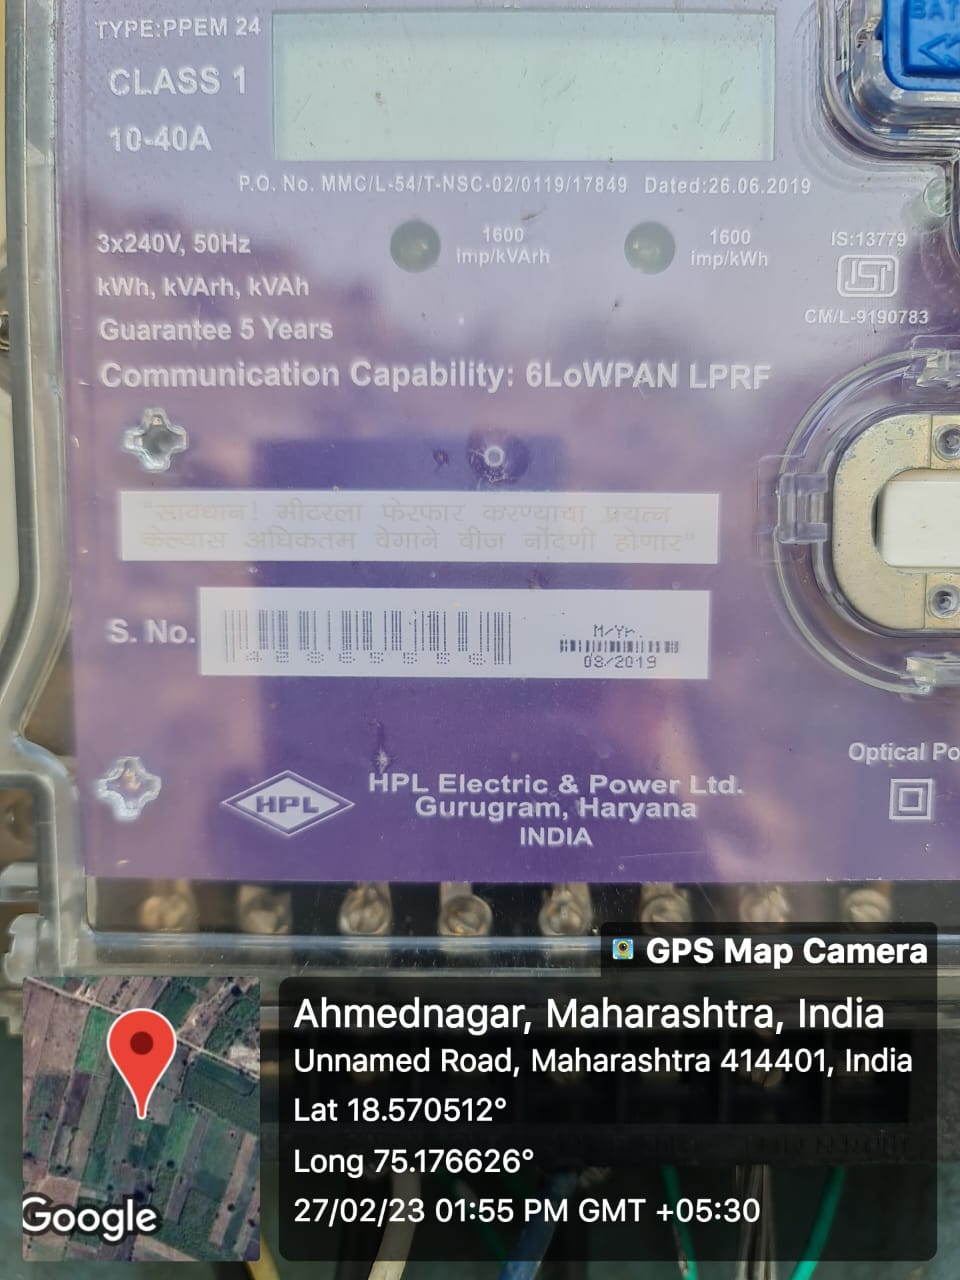 TYPE:PPEM 24
CLASS 1
10-40A
P.O. No. MMC/L-54/T-NSC-02/0119/17849 Dated:26.06.2019
3x240V, 50Hz
1600
imp/kVArh
1600
imp/kWh
IS:13779
ISI
CM/L-9190783
kWh, kVArh, kVAh
Guarantee 5 Years
Communication Capability: 6LoWPAN LPRF
"सावधान! मीटरला फेरफार करण्याचा प्रयत्न
केल्यास अधिकतम वेगाने वीज नोंदणी होणार"
S. No.
M/Yr.
08/2019
Optical
HPL
HPL Electric & Power Ltd.
Gurugram, Haryana
INDIA
GPS Map Camera
Ahmednagar, Maharashtra, India
Unnamed Road, Maharashtra 414401, India
Lat 18.570512°
Long 75.176626°
27/02/23 01:55 PM GMT +05:30
Google